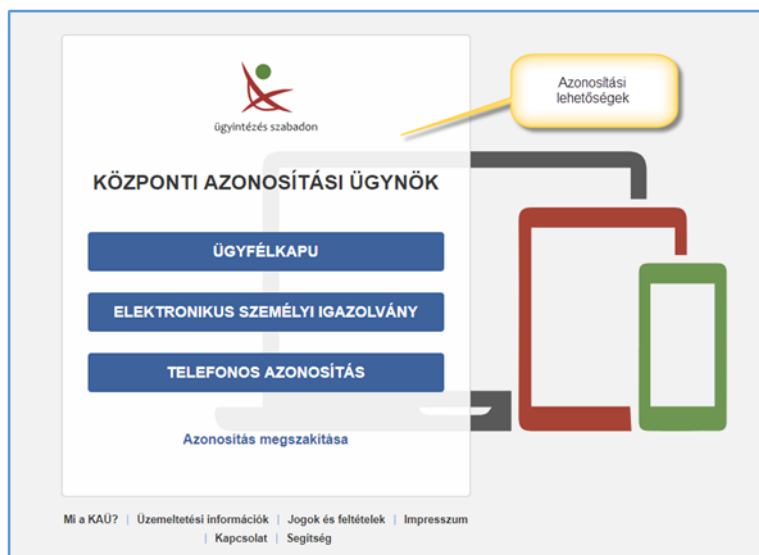 ügyintézés szabadon
Azonosítási
lehetőségek
KÖZPONTI AZONOSÍTÁSI ÜGYNÖK
ÜGYFÉLKAPU
ELEKTRONIKUS SZEMÉLYI IGAZOLVÁNY
TELEFONOS AZONOSÍTÁS
Azonosítás megszakítása
Mi a KAÜ? | Üzemeltetési információk | Jogok és feltételek | Impresszum
| Kapcsolat | Segítség